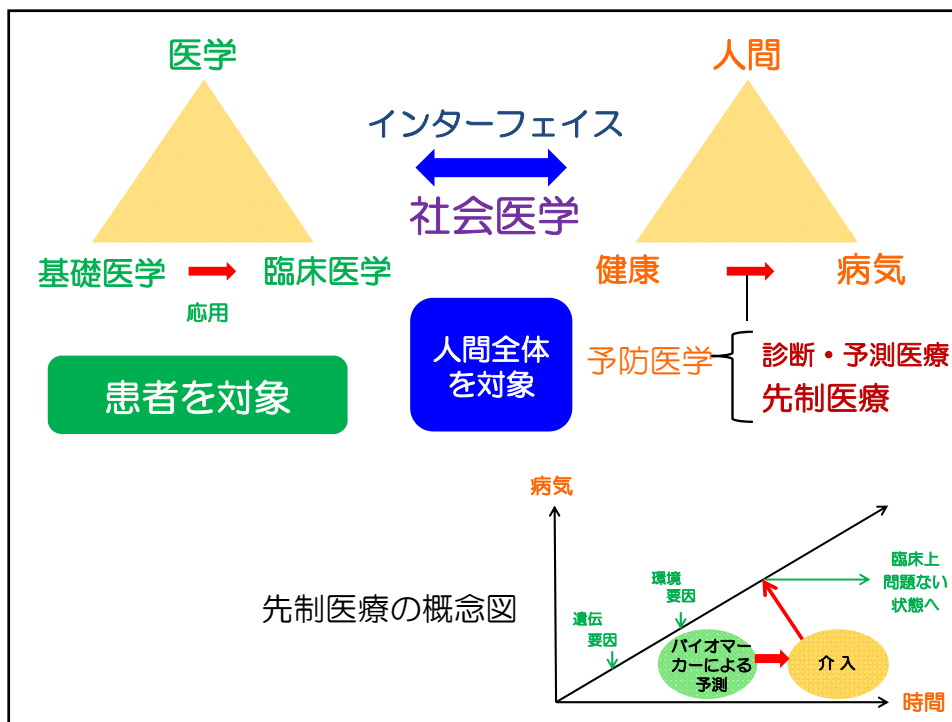 医学
人間
インターフェイス
社会医学
基礎医学
臨床医学
応用
健康
病気
患者を対象
人間全体
を対象
予防医学
診断・予測医療
先制医療
先制医療の概念図
病気
遺伝
要因
環境
要因
バイオマー
カーによる
予測
介入
臨床上
問題ない
状態へ
時間